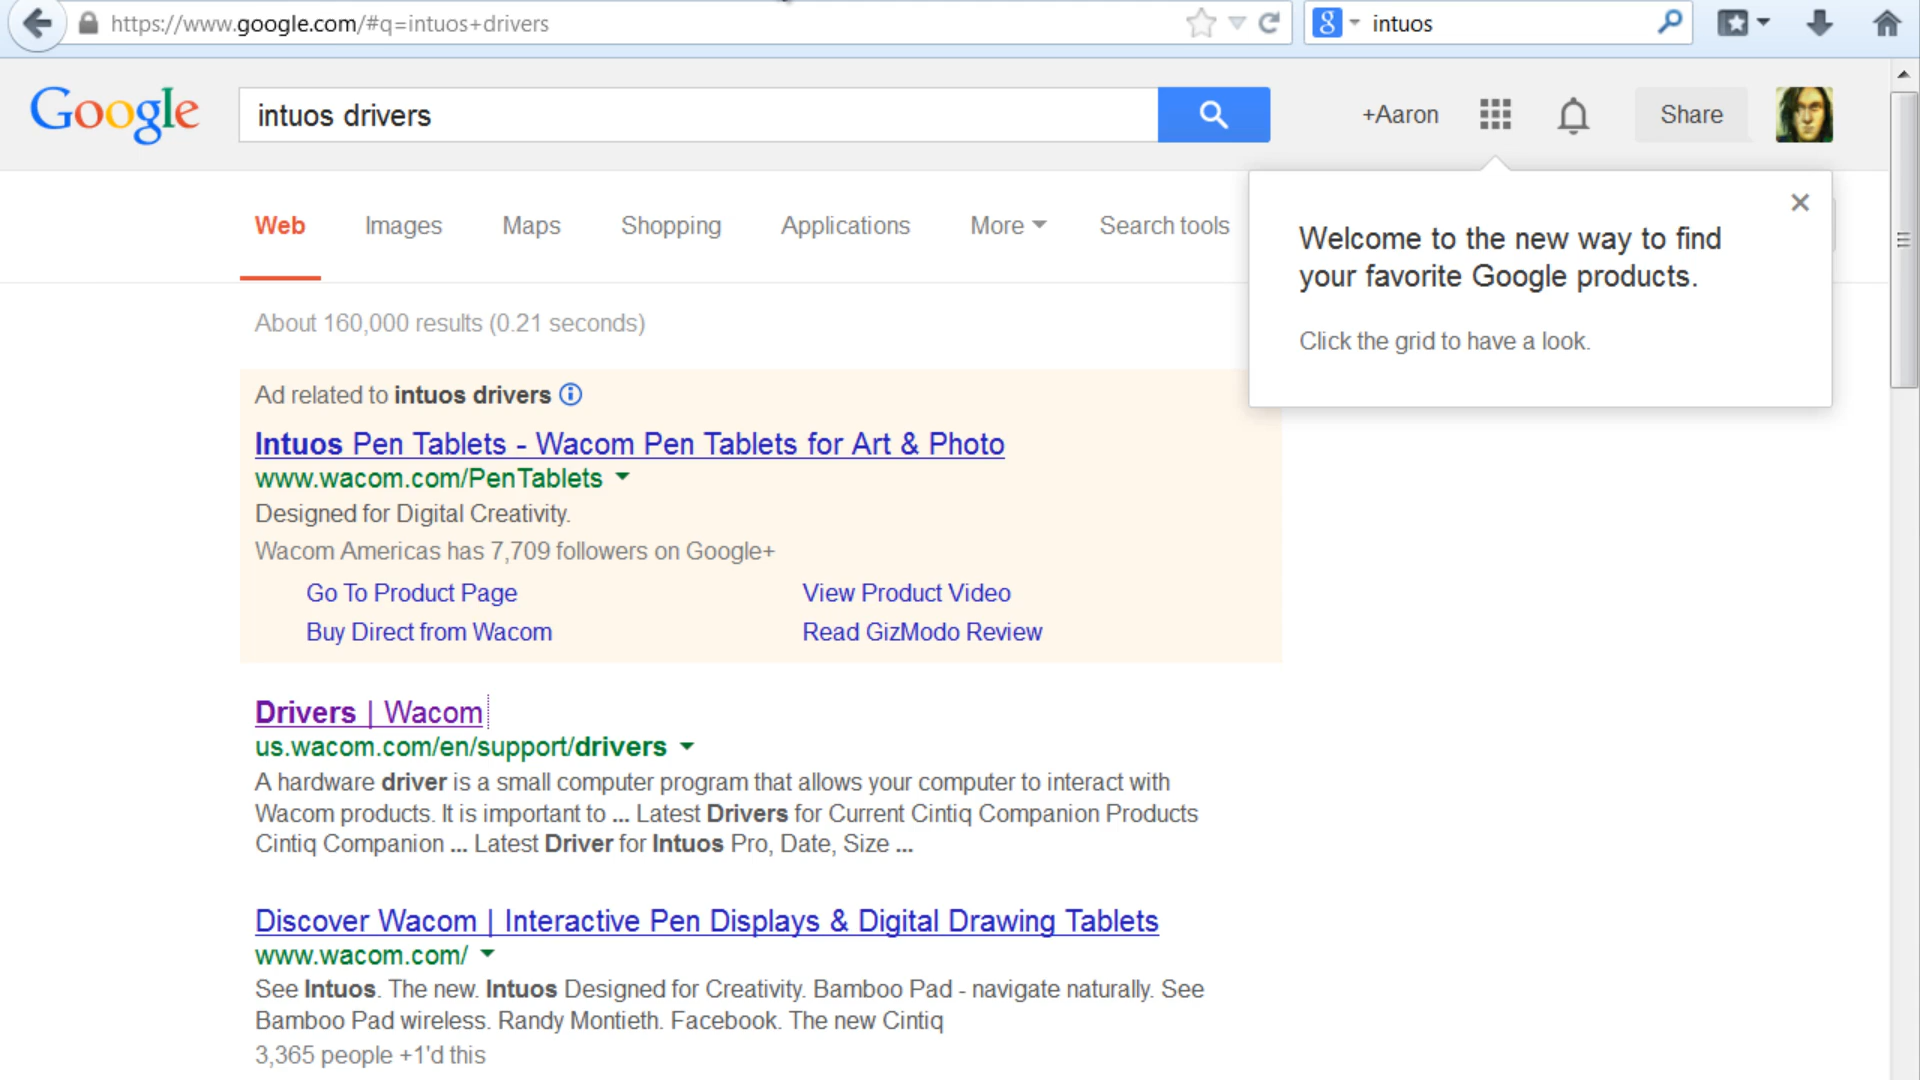 https://www.google.com/#q=intuos+drivers
intuos
Google
intuos drivers
+Aaron
Share
Web
Images
Maps
Shopping
Applications
More
Search tools
Welcome to the new way to find
your favorite Google products.
Click the grid to have a look.
About 160,000 results (0.21 seconds)
Ad related to intuos drivers
Intuos Pen Tablets - Wacom Pen Tablets for Art & Photo
www.wacom.com/PenTablets
Designed for Digital Creativity.
Wacom Americas has 7,709 followers on Google+
Go To Product Page
View Product Video
Buy Direct from Wacom
Read GizModo Review
Drivers | Wacom
us.wacom.com/en/support/drivers
A hardware driver is a small computer program that allows your computer to interact with
Wacom products. It is important to ... Latest Drivers for Current Cintiq Companion Products
Cintiq Companion ... Latest Driver for Intuos Pro, Date, Size ...
Discover Wacom | Interactive Pen Displays & Digital Drawing Tablets
www.wacom.com/
See Intuos. The new. Intuos Designed for Creativity. Bamboo Pad - navigate naturally. See
Bamboo Pad wireless. Randy Montieth. Facebook. The new Cintiq
3,365 people +1'd this